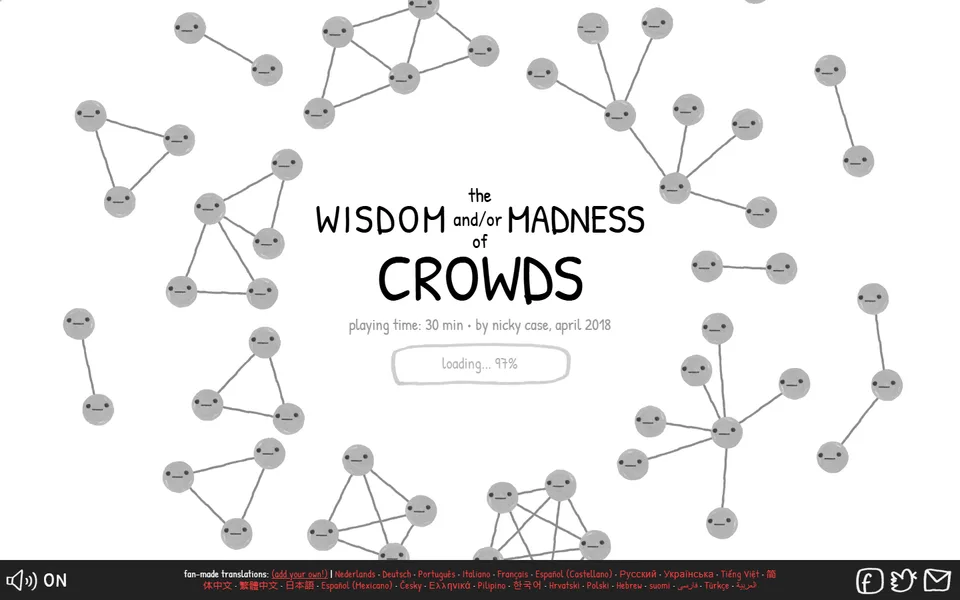 the
WISDOM and/or MADNESS
of
CROWDS
playing time: 30 min · by nicky case, april 2018
loading... 97%
ON
fan-made translations: (add your own!) | Nederlands · Deutsch · Português · Italiano · Français · Español (Castellano) · Русский · Українська · Tiếng Việt · 简
体中文 · 繁體中文 · 日本語 · Español (Mexicano) · Česky · Ελληνικά · Pilipino · 한국어 · Hrvatski · Polski · Hebrew · suomi · فارسی · Türkçe · العربية